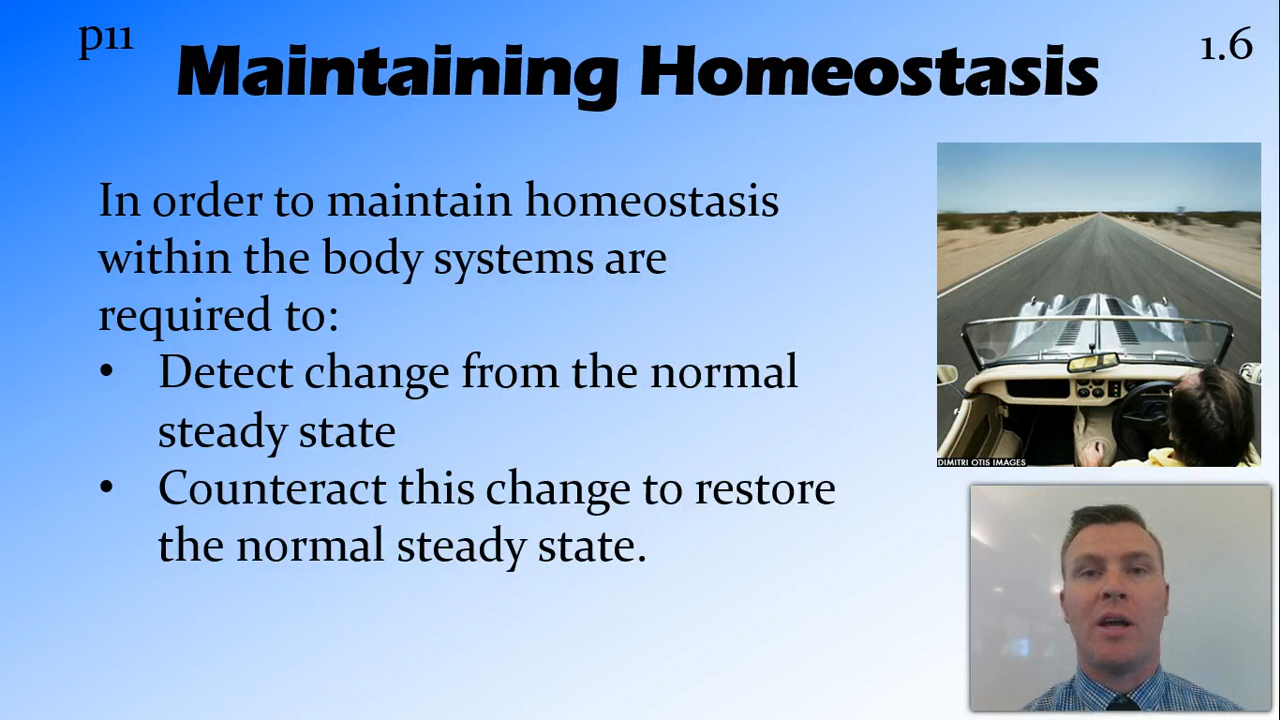 p11
Maintaining Homeostasis
1.6
In order to maintain homeostasis
within the body systems are
required to:
• Detect change from the normal
steady state
• Counteract this change to restore
the normal steady state.
DIMITRI OTIS IMAGES